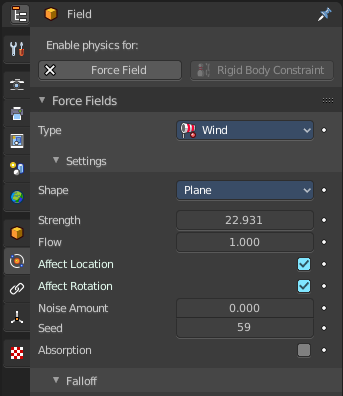 Field
Enable physics for:
Force Field
Rigid Body Constraint
Force Fields
Type Wind
Settings
Shape Plane
Strength 22.931
Flow 1.000
Affect Location
Affect Rotation
Noise Amount 0.000
Seed 59
Absorption
Falloff